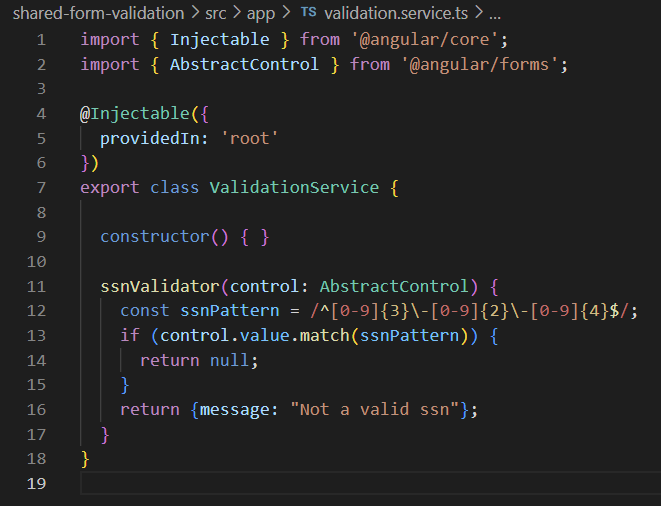 shared-form-validation > src > app > TS validation.service.ts > ...
1 import { Injectable } from '@angular/core';
2 import { AbstractControl } from '@angular/forms';
3
4 @Injectable({
5   providedIn: 'root'
6 })
7 export class ValidationService {
8
9   constructor() { }
10
11   ssnValidator(control: AbstractControl) {
12     const ssnPattern = /^[0-9]{3}\-[0-9]{2}\-[0-9]{4}$/;
13     if (control.value.match(ssnPattern)) {
14       return null;
15     }
16     return {message: "Not a valid ssn"};
17   }
18 }
19